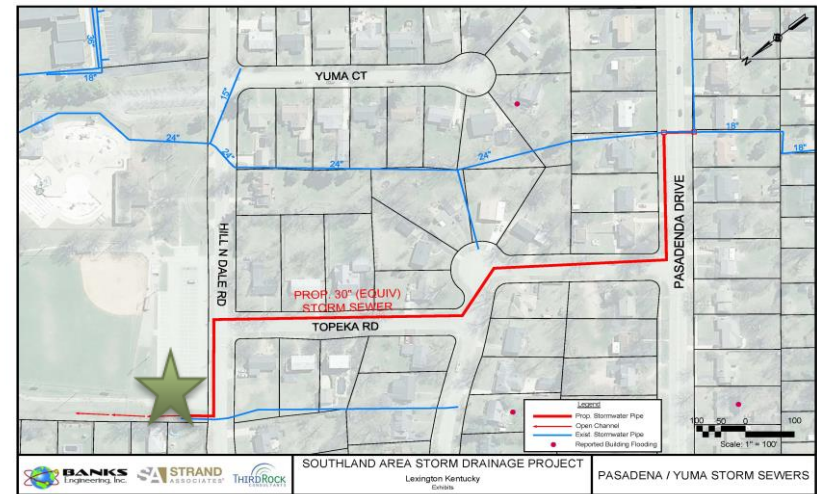 18"
15"
YUMA CT
24"
24"
24"
24"
18"
18"
HILL N DALE RD
PASADENDA DRIVE
PROP. 30" (EQUIV)
STORM SEWER
TOPEKA RD
N
Legend
Prop. Stormwater Pipe
Open Channel
Exist. Stormwater Pipe
Reported Building Flooding
100 50 0 100
Scale: 1" = 100'
BANKS
Engineering, Inc.
SA STRAND
ASSOCIATES®
THIRDROCK
CONSULTANTS
SOUTHLAND AREA STORM DRAINAGE PROJECT
Lexington Kentucky
Exhibits
PASADENA / YUMA STORM SEWERS